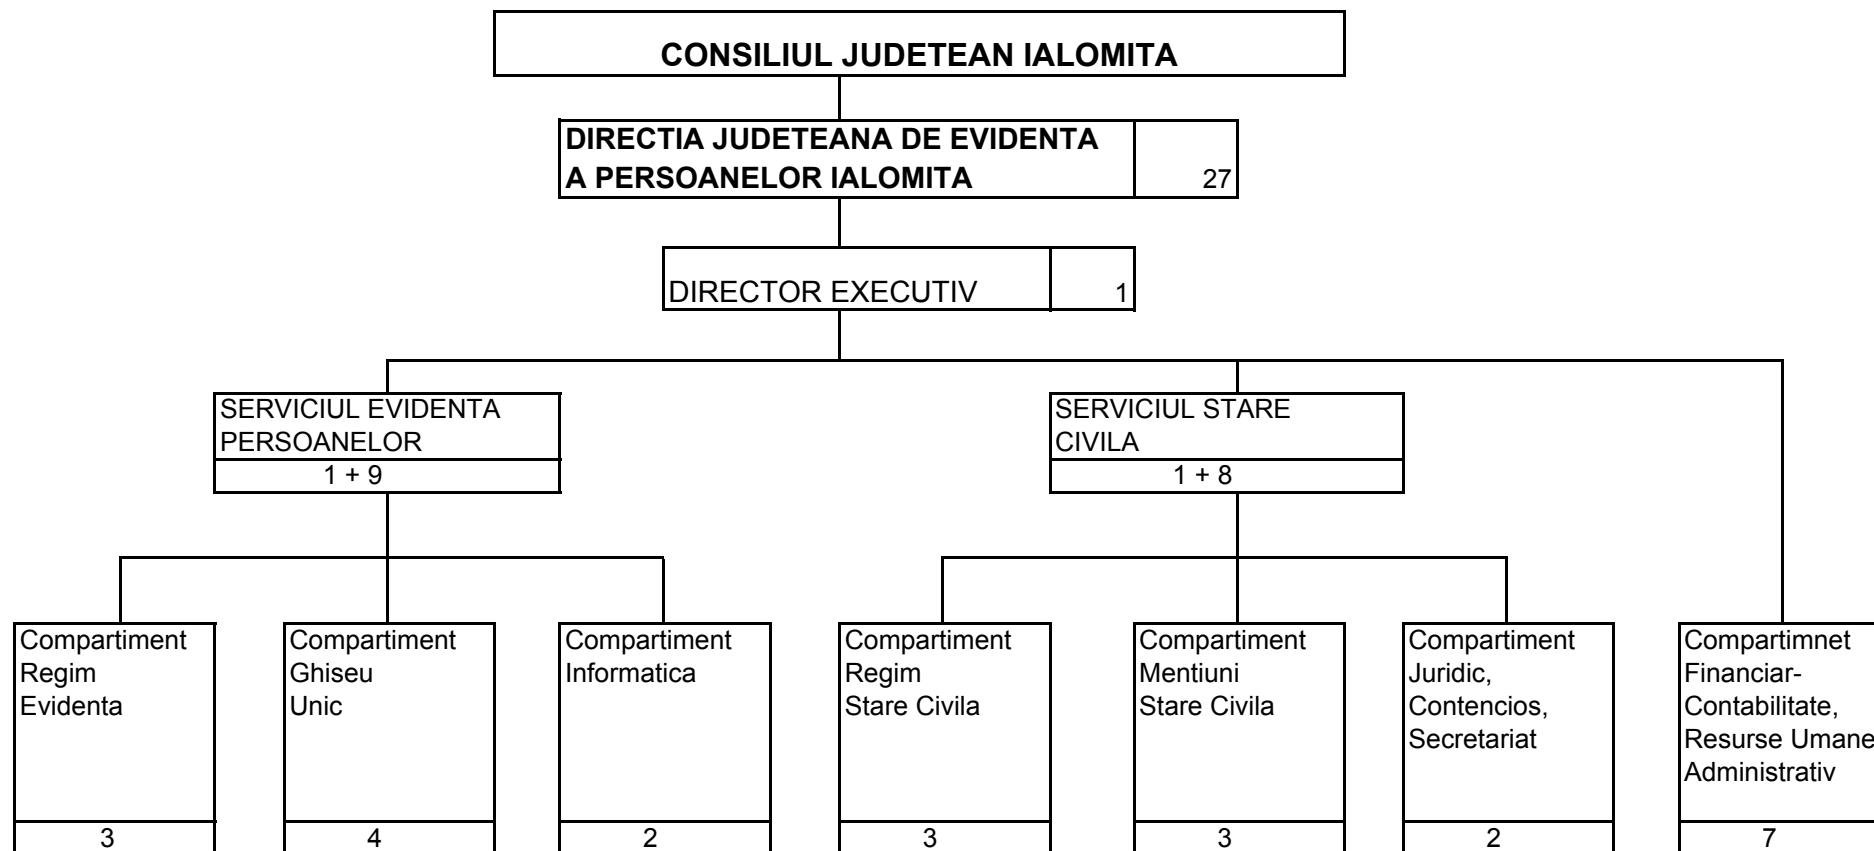 CONSILIUL JUDETEAN IALOMITA
DIRECTIA JUDETEANA DE EVIDENTA
A PERSOANELOR IALOMITA
27
DIRECTOR EXECUTIV
1
SERVICIUL EVIDENTA
PERSOANELOR
1 + 9
SERVICIUL STARE
CIVILA
1 + 8
Compartiment
Regim
Evidenta
3
Compartiment
Ghiseu
Unic
4
Compartiment
Informatica
2
Compartiment
Regim
Stare Civila
3
Compartiment
Mentiuni
Stare Civila
3
Compartiment
Juridic,
Contencios,
Secretariat
2
Compartimnet
Financiar-
Contabilitate,
Resurse Umane
Administrativ
7